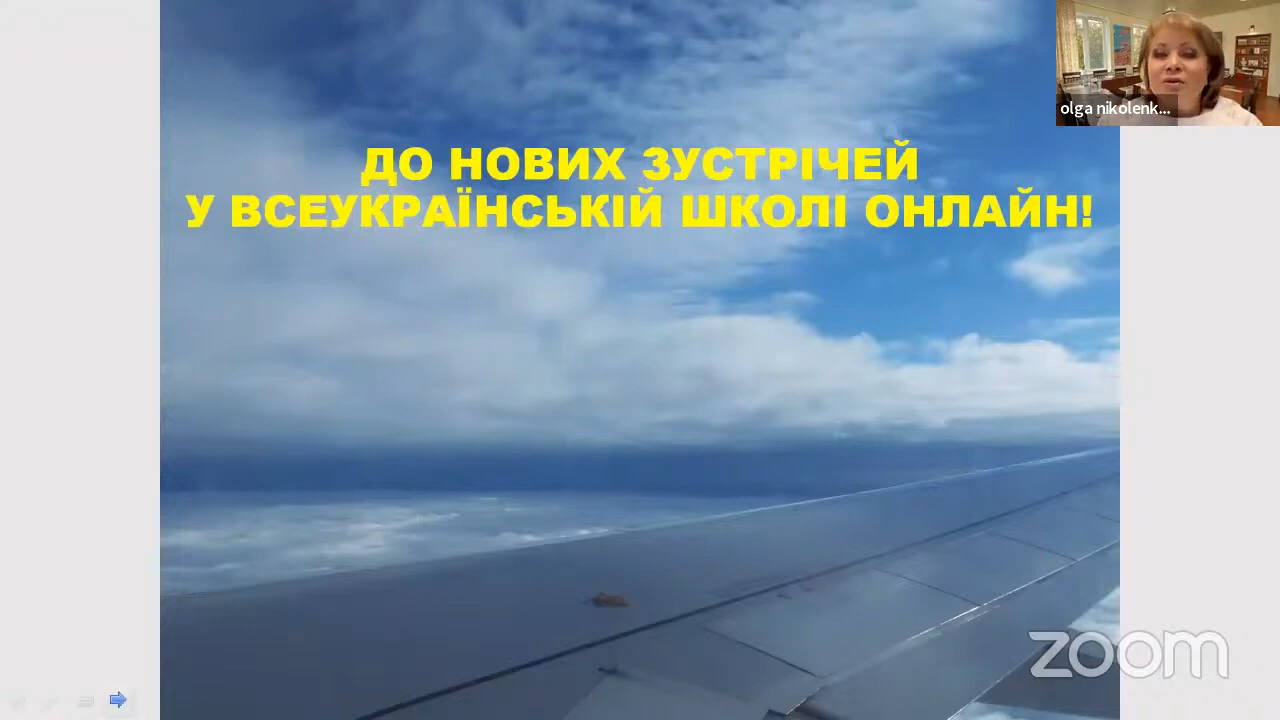 ДО НОВИХ ЗУСТРІЧЕЙ
У ВСЕУКРАЇНСЬКІЙ ШКОЛІ ОНЛАЙН!
olga nikolenk...
zoom